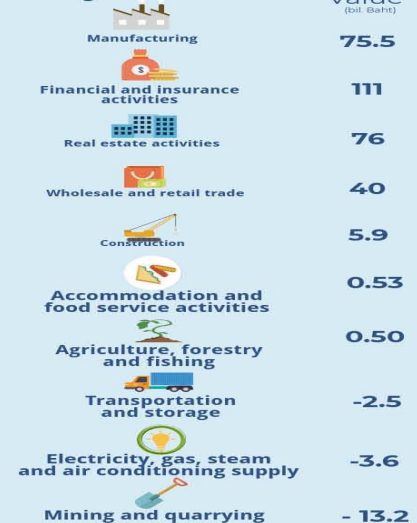 Value
(bil. Baht)
Manufacturing
75.5
Financial and insurance
activities
111
Real estate activities
76
Wholesale and retail trade
40
Construction
5.9
Accommodation and
food service activities
0.53
Agriculture, forestry
and fishing
0.50
Transportation
and storage
-2.5
Electricity, gas, steam
and air conditioning supply
-3.6
Mining and quarrying
- 13.2